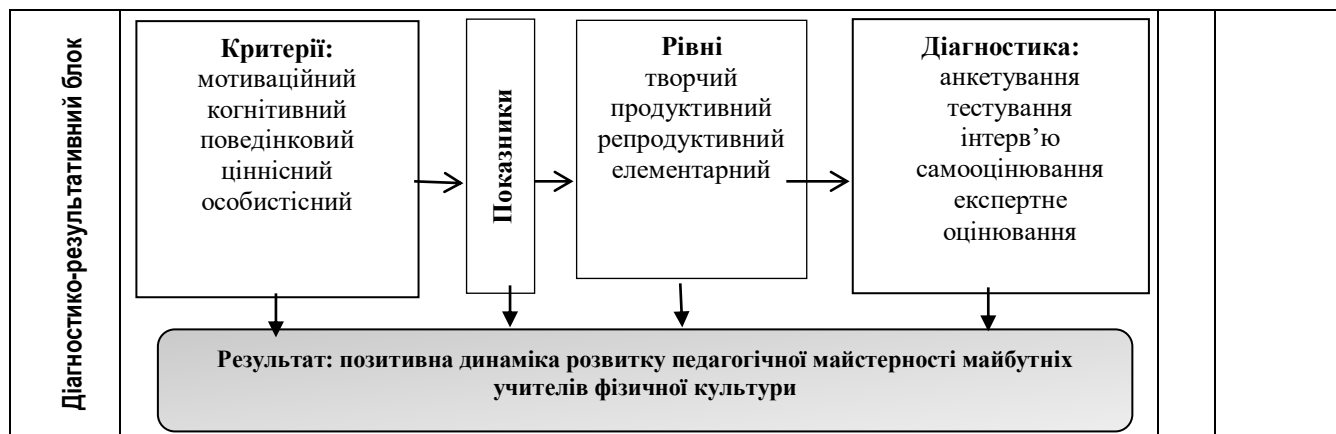 Діагностико-результативний блок
Критерії:
мотиваційний
когнітивний
поведінковий
ціннісний
особистісний
Показники
Рівні
творчий
продуктивний
репродуктивний
елементарний
Діагностика:
анкетування
тестування
інтерв’ю
самооцінювання
експертне
оцінювання
Результат: позитивна динаміка розвитку педагогічної майстерності майбутніх
учителів фізичної культури